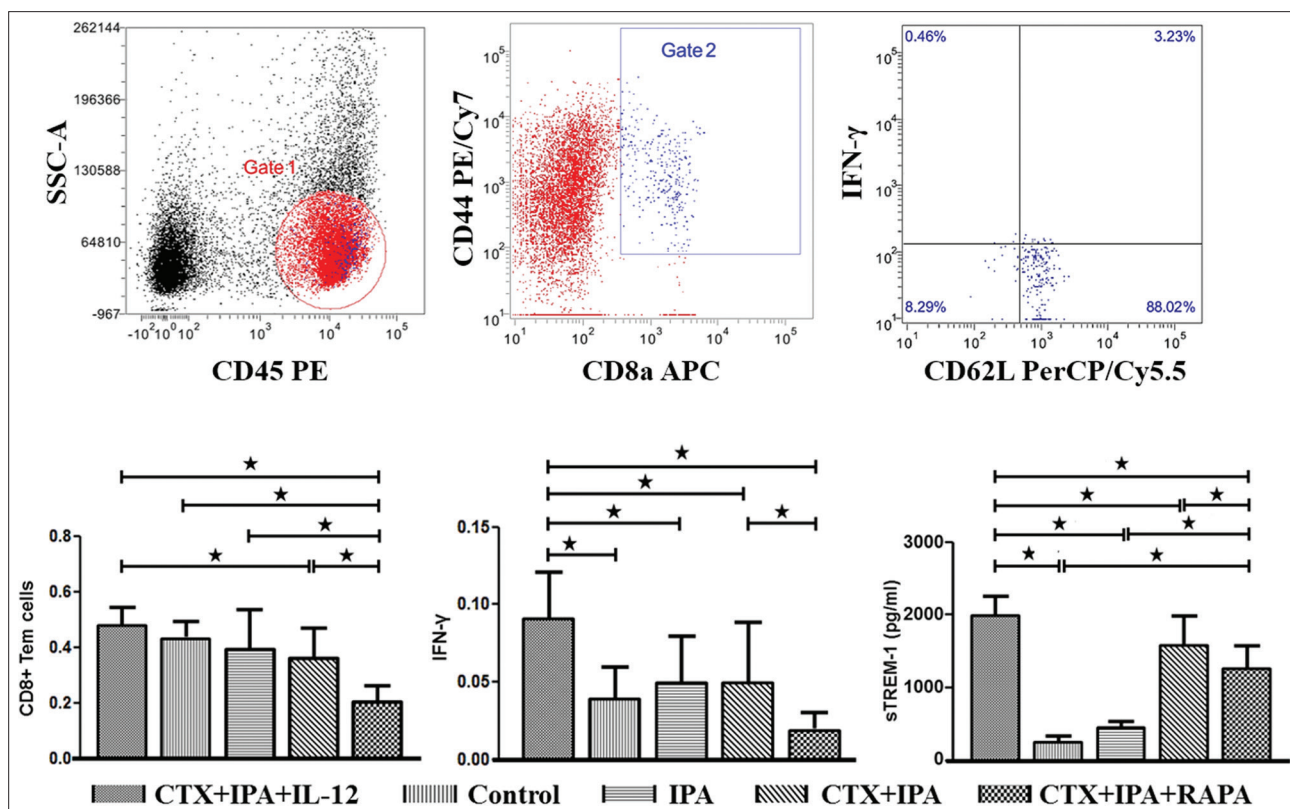 262144
196366
130588
64810
-967
SSC-A
Gate1
-10² 0 10² 10³ 10⁴ 10⁵
CD45 PE
10⁵
10⁴
10³
10²
10¹
CD44 PE/Cy7
Gate 2
10¹ 10² 10³ 10⁴ 10⁵
CD8a APC
0.46% 3.23%
10⁵
10⁴
10³
10²
10¹
IFN-γ
8.29% 88.02%
10¹ 10² 10³ 10⁴ 10⁵
CD62L PerCP/Cy5.5
★
★
★
★ ★
0.8
0.6
0.4
0.2
0.0
CD8+ Tem cells
★
★
★ ★
★
0.15
0.10
0.05
0.00
IFN-γ
★
★ ★
★ ★
★ ★
3000
2000
1000
0
sTREM-1 (pg/ml)
CTX+IPA+IL-12 Control IPA CTX+IPA CTX+IPA+RAPA